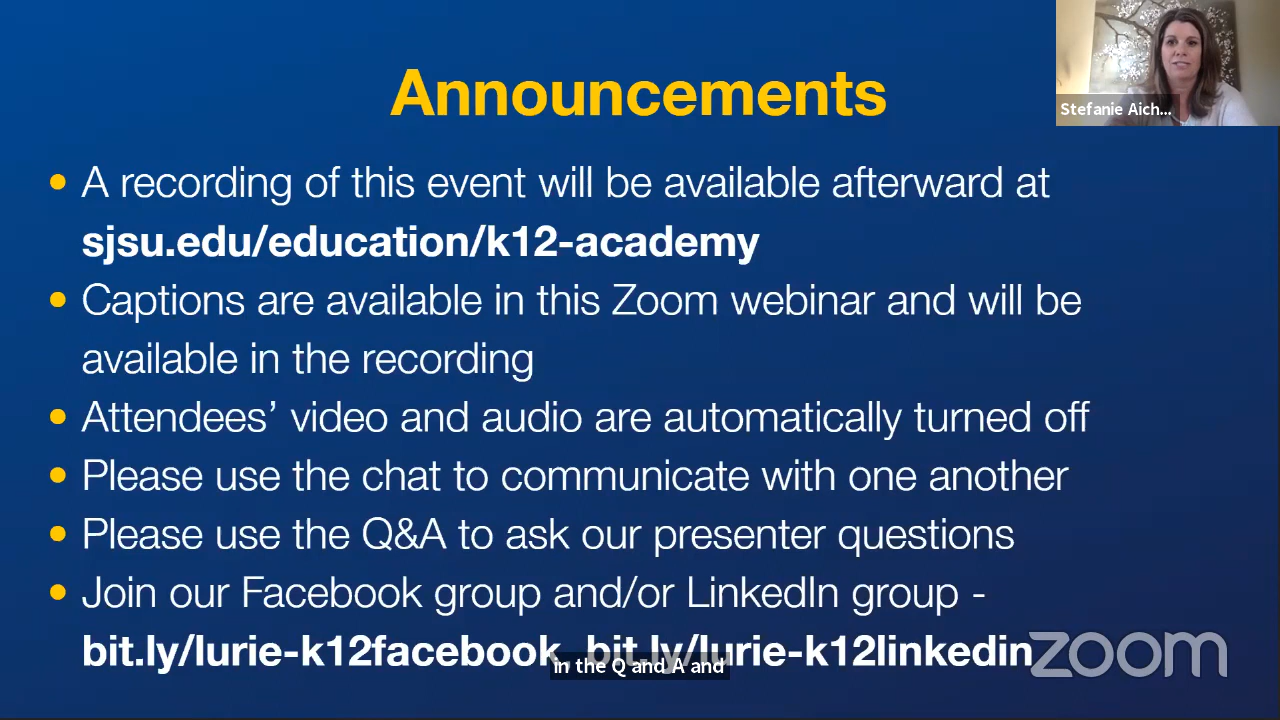 Announcements
Stefanie Aich...
• A recording of this event will be available afterward at
sjsu.edu/education/k12-academy
• Captions are available in this Zoom webinar and will be
available in the recording
• Attendees’ video and audio are automatically turned off
• Please use the chat to communicate with one another
• Please use the Q&A to ask our presenter questions
• Join our Facebook group and/or LinkedIn group -
bit.ly/lurie-k12facebook, bit.ly/lurie-k12linkedin
in the Q and A and
zoom